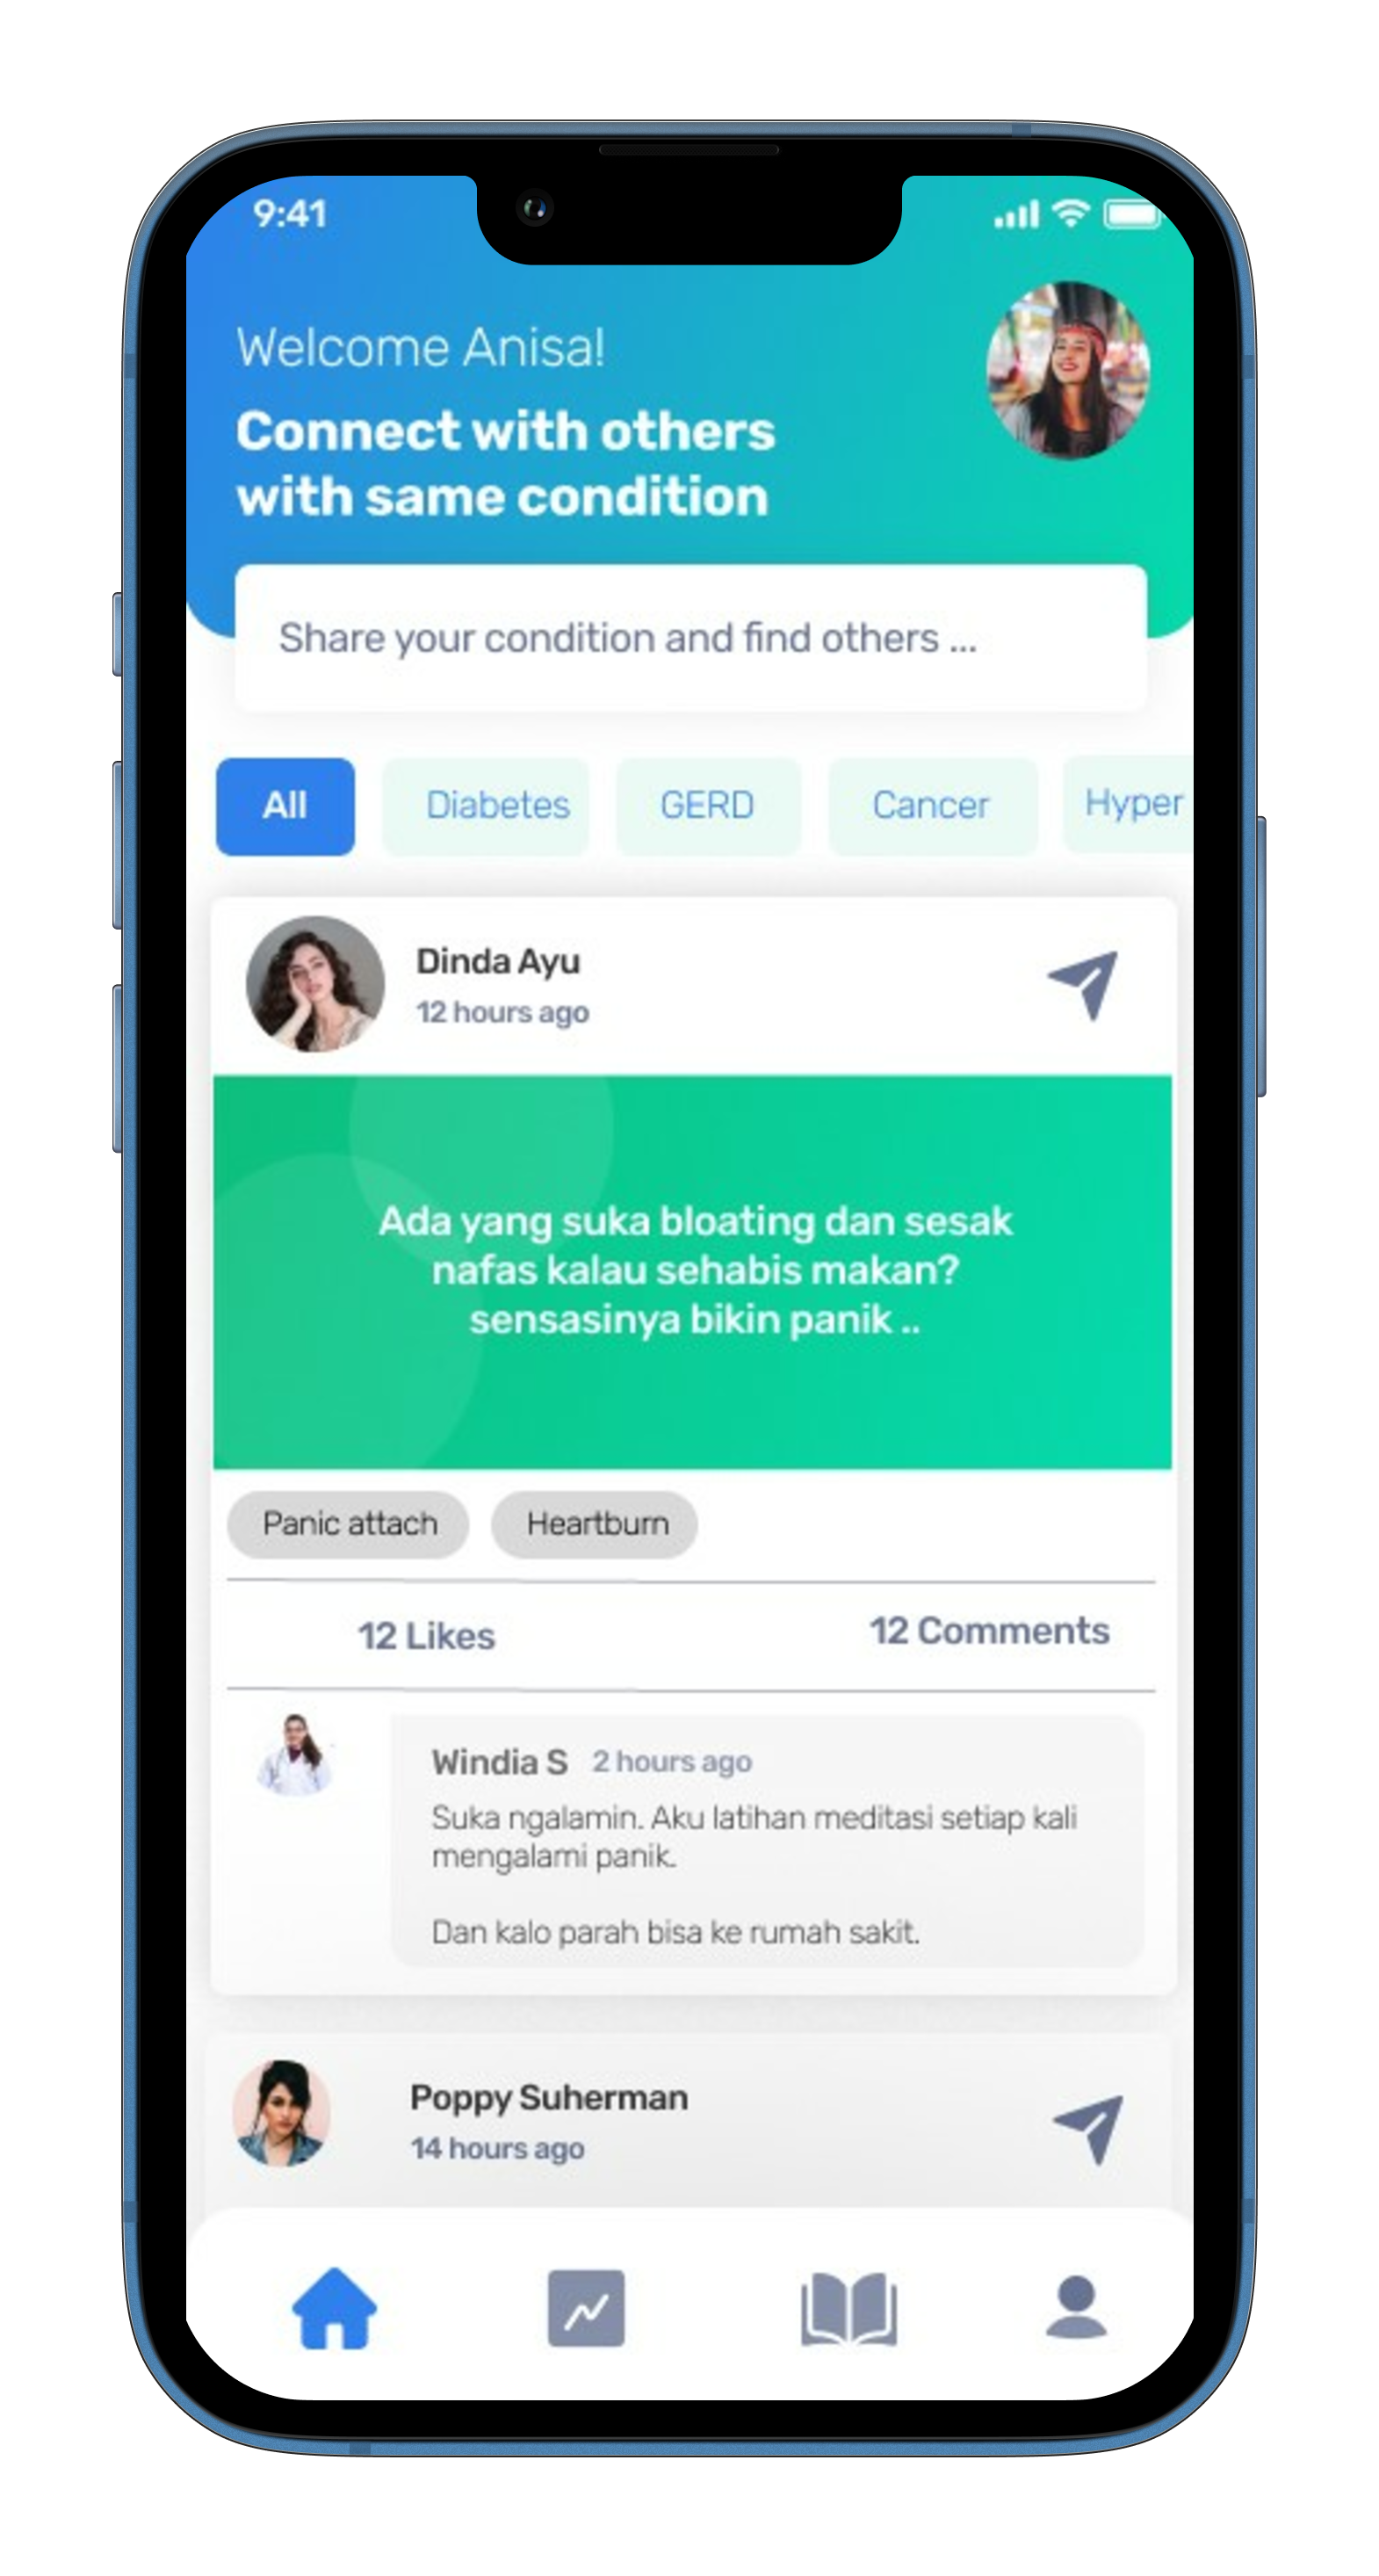 9:41
Welcome Anisa!
Connect with others
with same condition
Share your condition and find others ...
All
Diabetes
GERD
Cancer
Hyper
Dinda Ayu
12 hours ago
Ada yang suka bloating dan sesak
nafas kalau sehabis makan?
sensasinya bikin panik ..
Panic attach
Heartburn
12 Likes
12 Comments
Windia S 2 hours ago
Suka ngalamin. Aku latihan meditasi setiap kali
mengalami panik.
Dan kalo parah bisa ke rumah sakit.
Poppy Suherman
14 hours ago